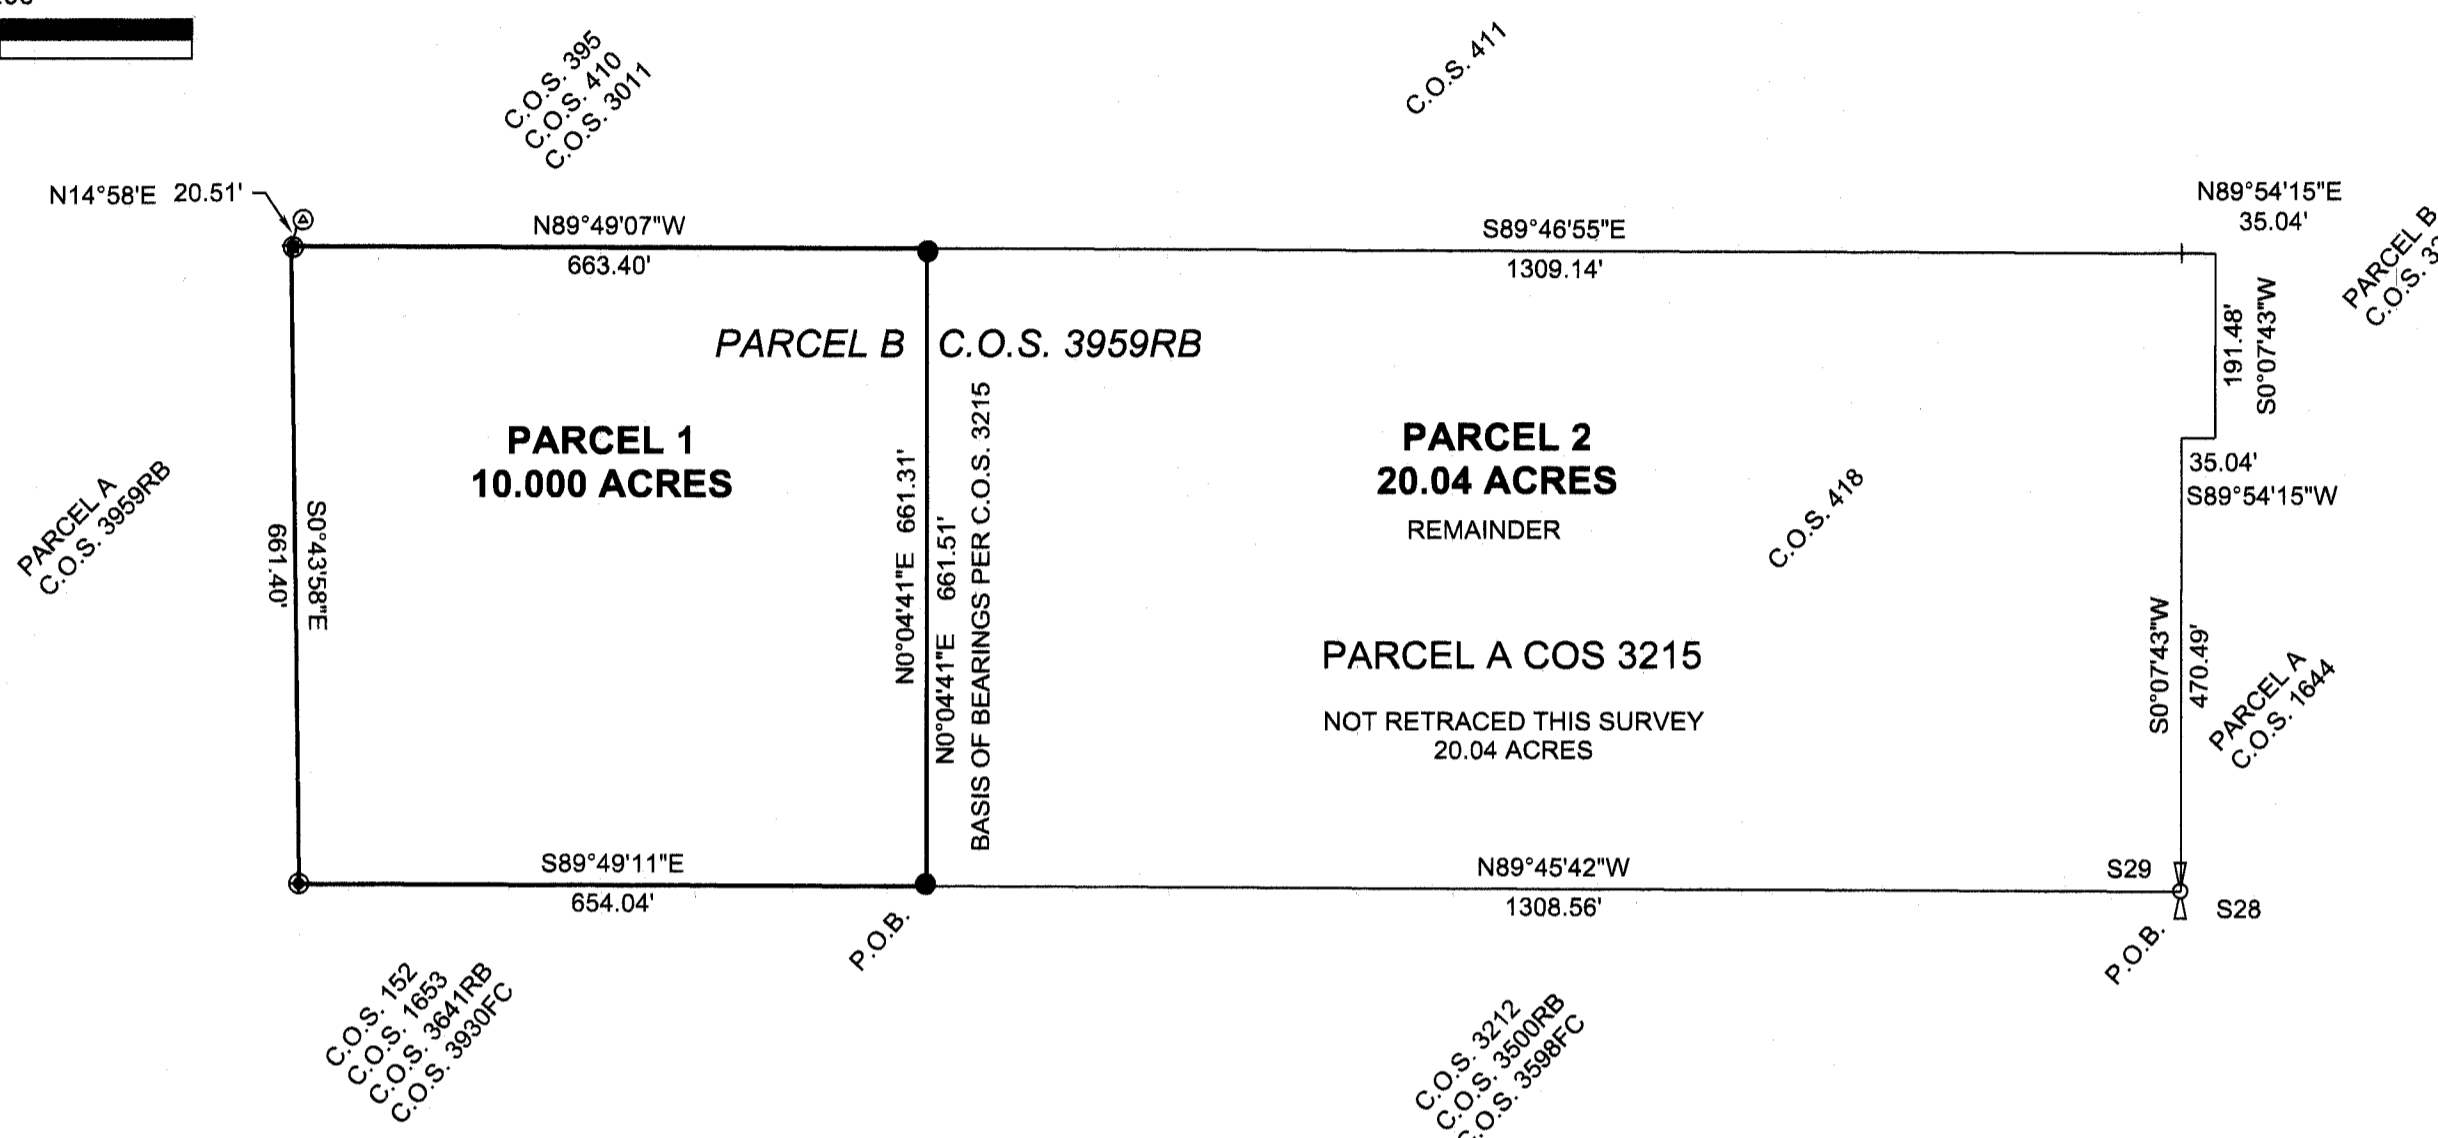 C.O.S. 395
C.O.S. 410
C.O.S. 3011
C.O.S. 411
N14°58'E 20.51'
N89°49'07"W
663.40'
S89°46'55"E
1309.14'
N89°54'15"E
35.04'
PARCEL B
191.48'
S0°07'43"W
PARCEL B C.O.S. 3959RB
PARCEL 1
10.000 ACRES
PARCEL 2
20.04 ACRES
REMAINDER
C.O.S. 418
35.04'
S89°54'15"W
PARCEL A
C.O.S. 3959RB
S0°43'58"E
661.40'
N0°04'41"E 661.31'
N0°04'41"E 661.51'
BASIS OF BEARINGS PER C.O.S. 3215
PARCEL A COS 3215
NOT RETRACED THIS SURVEY
20.04 ACRES
S0°07'43"W
470.49'
PARCEL A
C.O.S. 1644
S89°49'11"E
654.04'
N89°45'42"W
1308.56'
S29
S28
P.O.B.
P.O.B.
C.O.S. 152
C.O.S. 1653
C.O.S. 3641RB
C.O.S. 3930FC
C.O.S. 3212
C.O.S. 3500RB
C.O.S. 3598FC